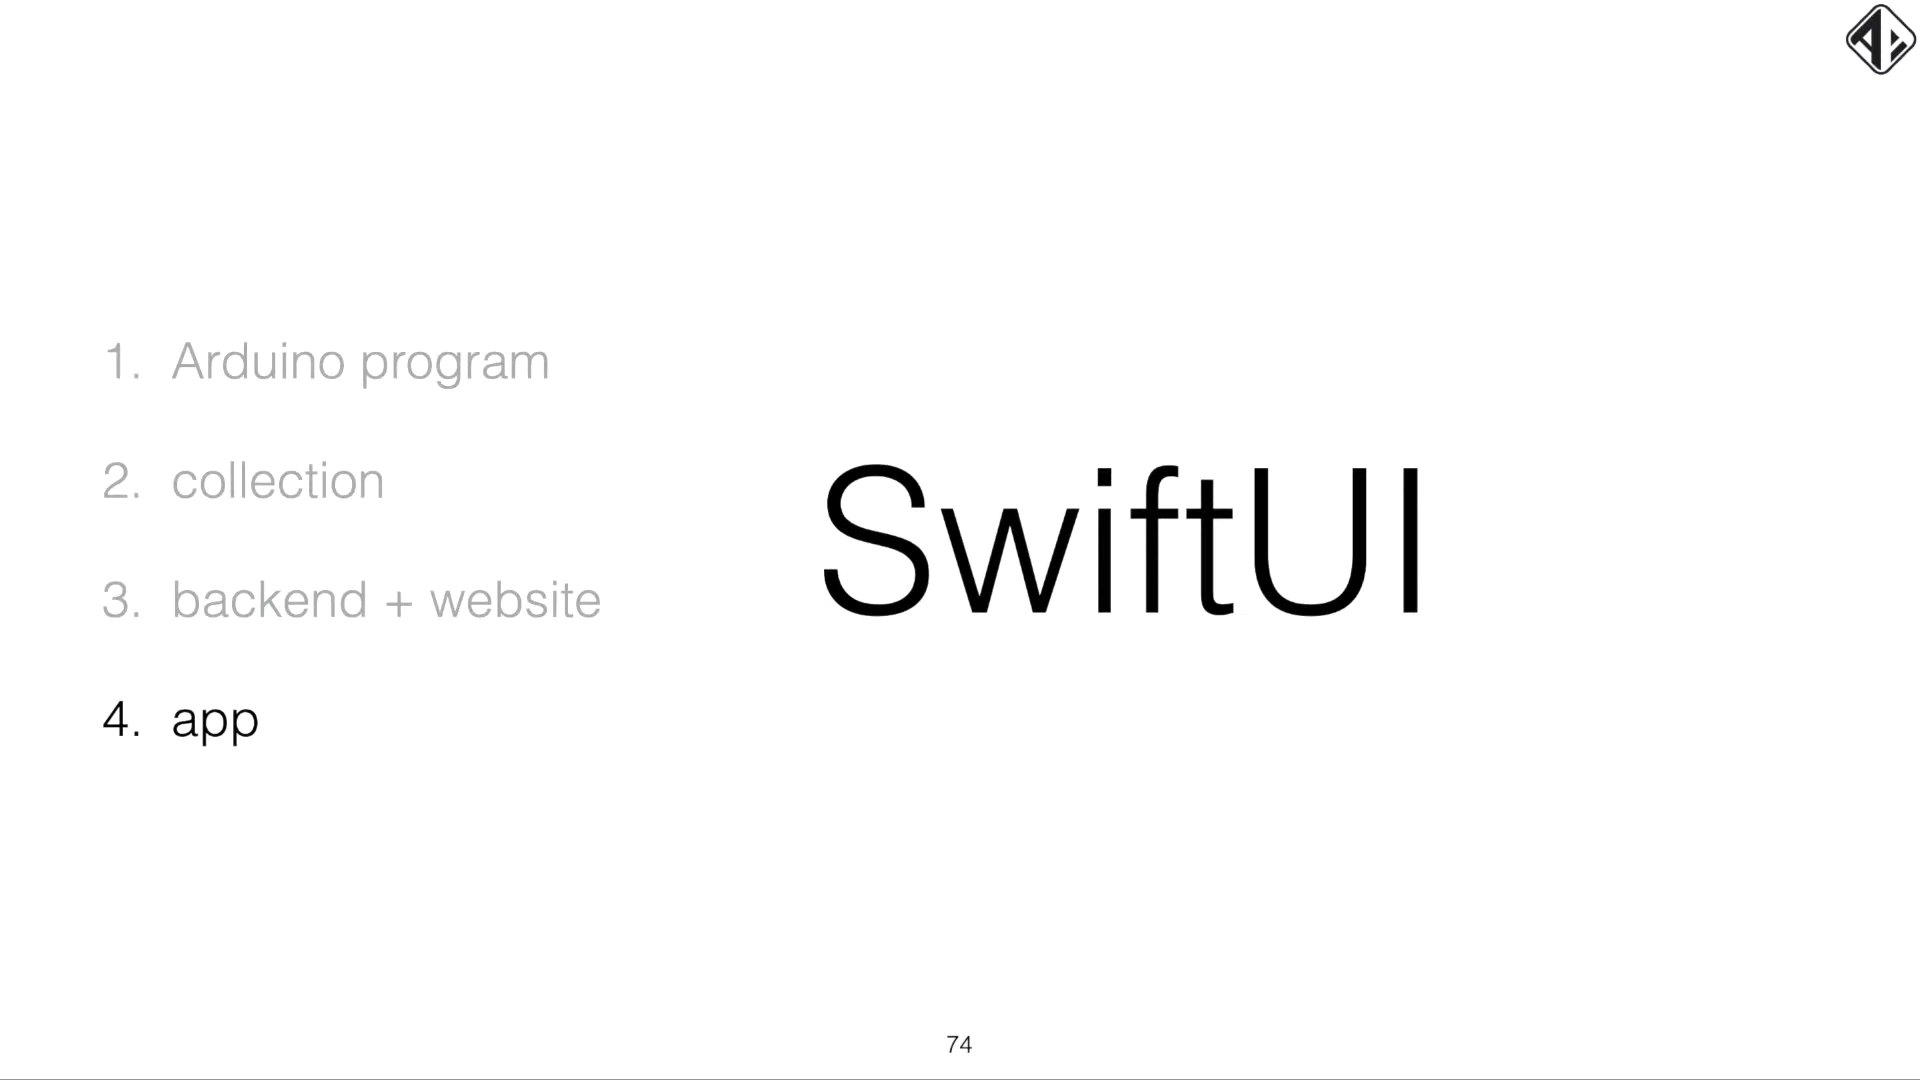 1. Arduino program
2. collection
3. backend + website
4. app
SwiftUI
74